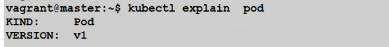 vagrant@master:~$ kubectl explain  pod
KIND:     Pod
VERSION:  v1